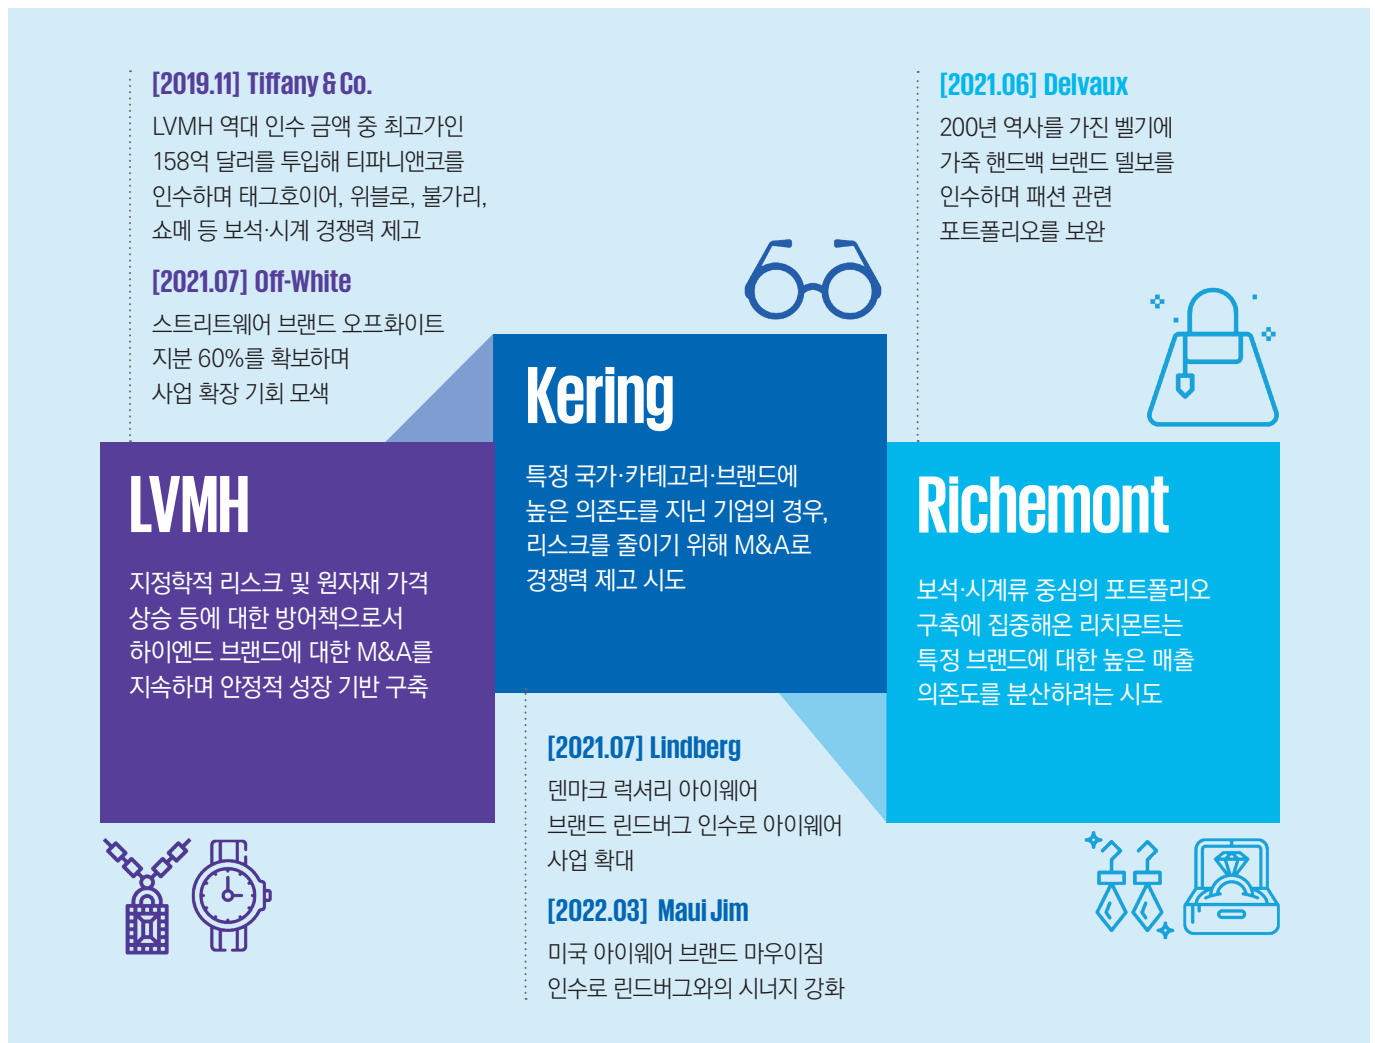 [2019.11] Tiffany & Co.
LVMH 역대 인수 금액 중 최고가인
158억 달러를 투입해 티파니앤코를
인수하며 태그호이어, 위블로, 불가리,
쇼메 등 보석·시계 경쟁력 제고
[2021.07] Off-White
스트리트웨어 브랜드 오프화이트
지분 60%를 확보하며
사업 확장 기회 모색
LVMH
지정학적 리스크 및 원자재 가격
상승 등에 대한 방어책으로서
하이엔드 브랜드에 대한 M&A를
지속하며 안정적 성장 기반 구축
Kering
특정 국가·카테고리·브랜드에
높은 의존도를 지닌 기업의 경우,
리스크를 줄이기 위해 M&A로
경쟁력 제고 시도
[2021.07] Lindberg
덴마크 럭셔리 아이웨어
브랜드 린드버그 인수로 아이웨어
사업 확대
[2022.03] Maui Jim
미국 아이웨어 브랜드 마우이짐
인수로 린드버그와의 시너지 강화
[2021.06] Delvaux
200년 역사를 가진 벨기에
가죽 핸드백 브랜드 델보를
인수하며 패션 관련
포트폴리오를 보완
Richemont
보석·시계류 중심의 포트폴리오
구축에 집중해온 리치몬트는
특정 브랜드에 대한 높은 매출
의존도를 분산하려는 시도